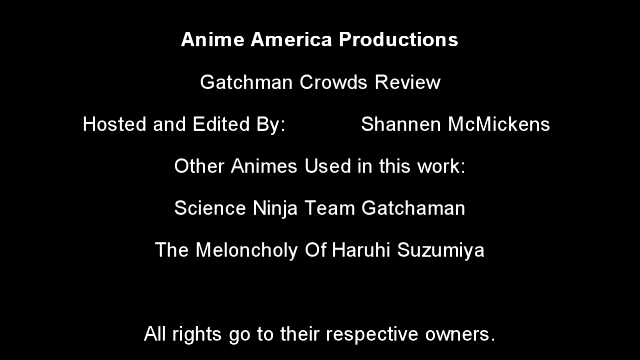 Anime America Productions
Gatchman Crowds Review
Hosted and Edited By: Shannen McMickens
Other Animes Used in this work:
Science Ninja Team Gatchaman
The Meloncholy Of Haruhi Suzumiya
All rights go to their respective owners.